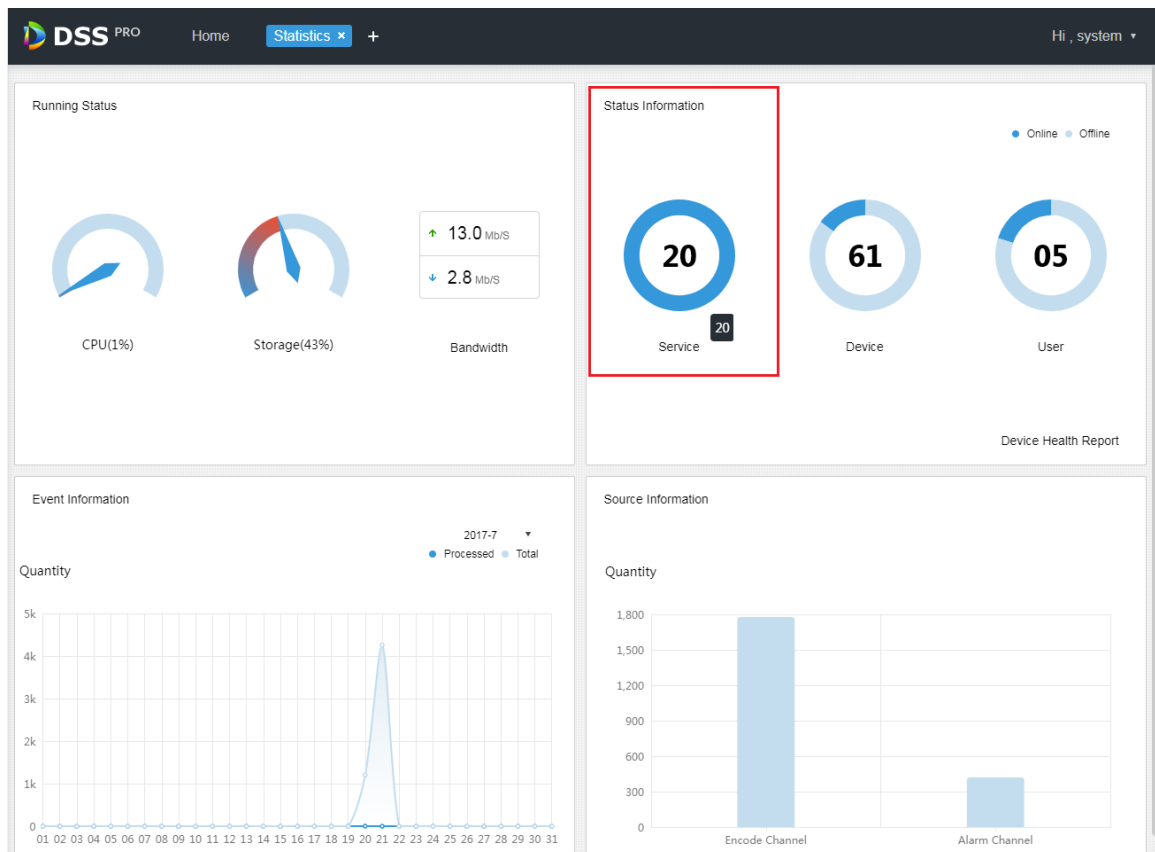 DSS PRO Home Statistics × + Hi , system ▾
Running Status
13.0 Mb/S
2.8 Mb/S
CPU(1%) Storage(43%) Bandwidth
Status Information
Online Offline
20 61 05
20
Service Device User
Device Health Report
Event Information
2017-7 ▾
Processed Total
Quantity
5k
4k
3k
2k
1k
0
01 02 03 04 05 06 07 08 09 10 11 12 13 14 15 16 17 18 19 20 21 22 23 24 25 26 27 28 29 30 31
Source Information
Quantity
1,800
1,500
1,200
900
600
300
0
Encode Channel Alarm Channel